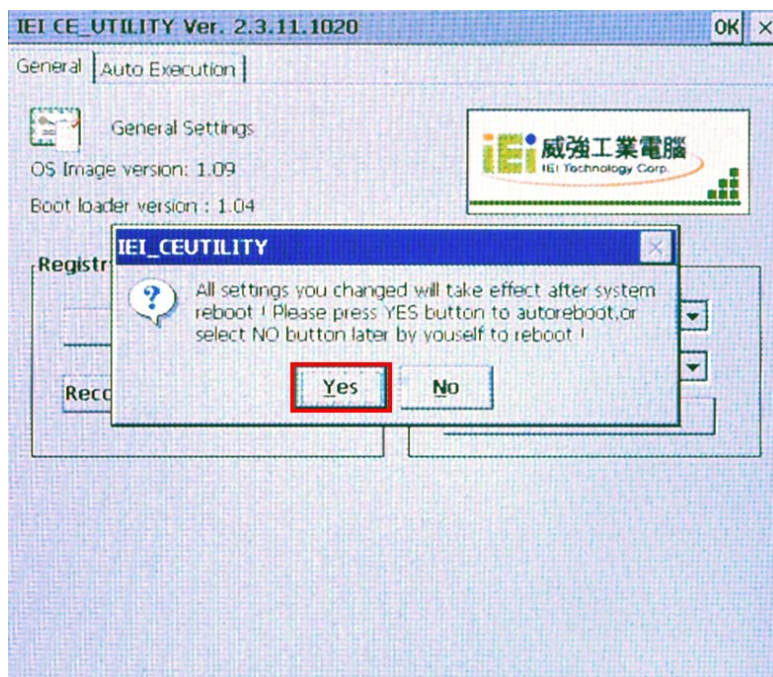 IEI CE_UTILITY Ver. 2.3.11.1020 OK ×
General Auto Execution
General Settings
OS Image version: 1.09
Boot loader version : 1.04
iEi 威強工業電腦
IEI Technology Corp.
Registr
IEI_CEUTILITY ×
All settings you changed will take effect after system
reboot ! Please press YES button to autoreboot,or
select NO button later by youself to reboot !
Yes No
Reco